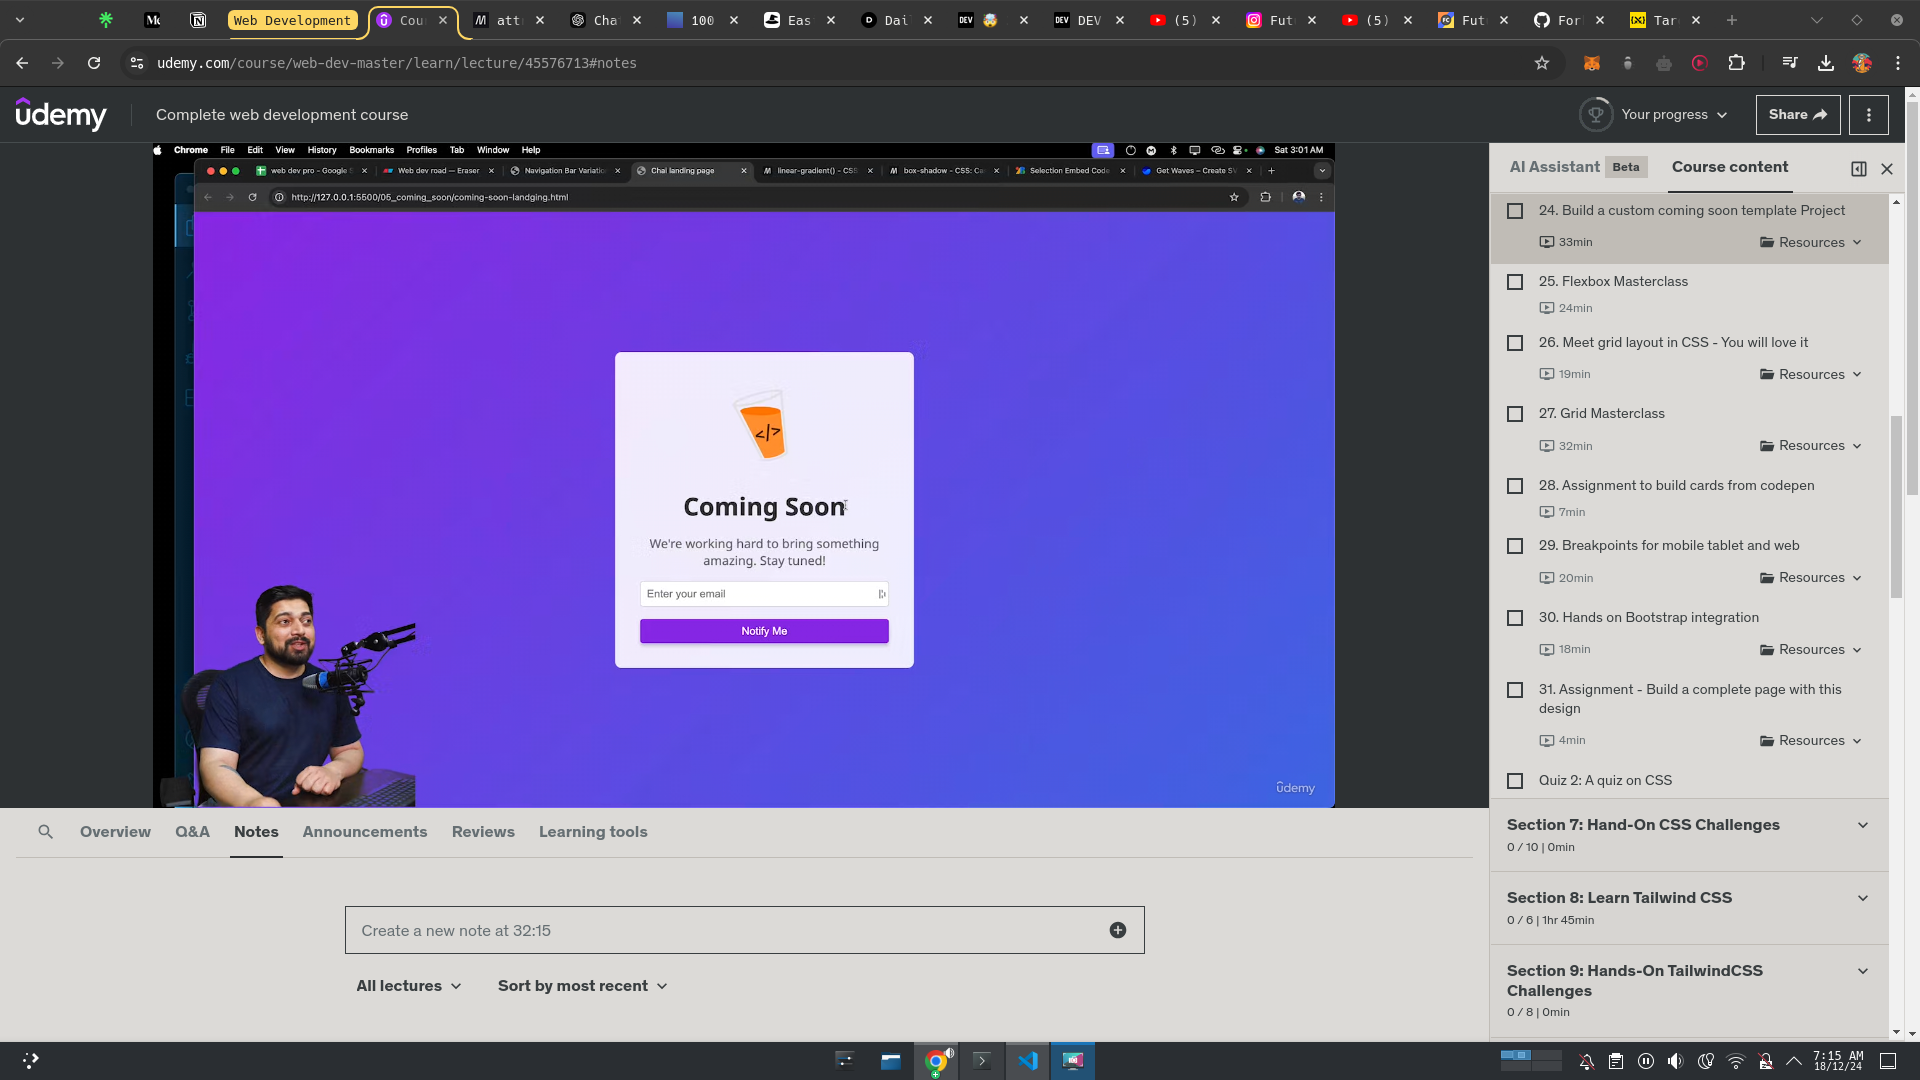 Web Development
Cou
att
Cha
100
Eas
Dai
DEV
DEV
(5)
Fut
(5)
Fut
For
Tar
udemy.com/course/web-dev-master/learn/lecture/45576713#notes
udemy
Complete web development course
Your progress
Share
Chrome File Edit View History Bookmarks Profiles Tab Window Help
Sat 3:01 AM
web dev pro - Google S
Web dev road — Eraser
Navigation Bar Variatio
Chai landing page
linear-gradient() - CSS
box-shadow - CSS: Ca
Selection Embed Code
Get Waves – Create SV
http://127.0.0.1:5500/05_coming_soon/coming-soon-landging.html
</>
Coming Soon
We're working hard to bring something
amazing. Stay tuned!
Enter your email
Notify Me
udemy
AI Assistant Beta Course content
24. Build a custom coming soon template Project
33min Resources
25. Flexbox Masterclass
24min
26. Meet grid layout in CSS - You will love it
19min Resources
27. Grid Masterclass
32min Resources
28. Assignment to build cards from codepen
7min
29. Breakpoints for mobile tablet and web
20min Resources
30. Hands on Bootstrap integration
18min Resources
31. Assignment - Build a complete page with this
design
4min Resources
Quiz 2: A quiz on CSS
Section 7: Hand-On CSS Challenges
0 / 10 | 0min
Section 8: Learn Tailwind CSS
0 / 6 | 1hr 45min
Section 9: Hands-On TailwindCSS
Challenges
0 / 8 | 0min
Overview Q&A Notes Announcements Reviews Learning tools
Create a new note at 32:15
All lectures Sort by most recent
7:15 AM
18/12/24